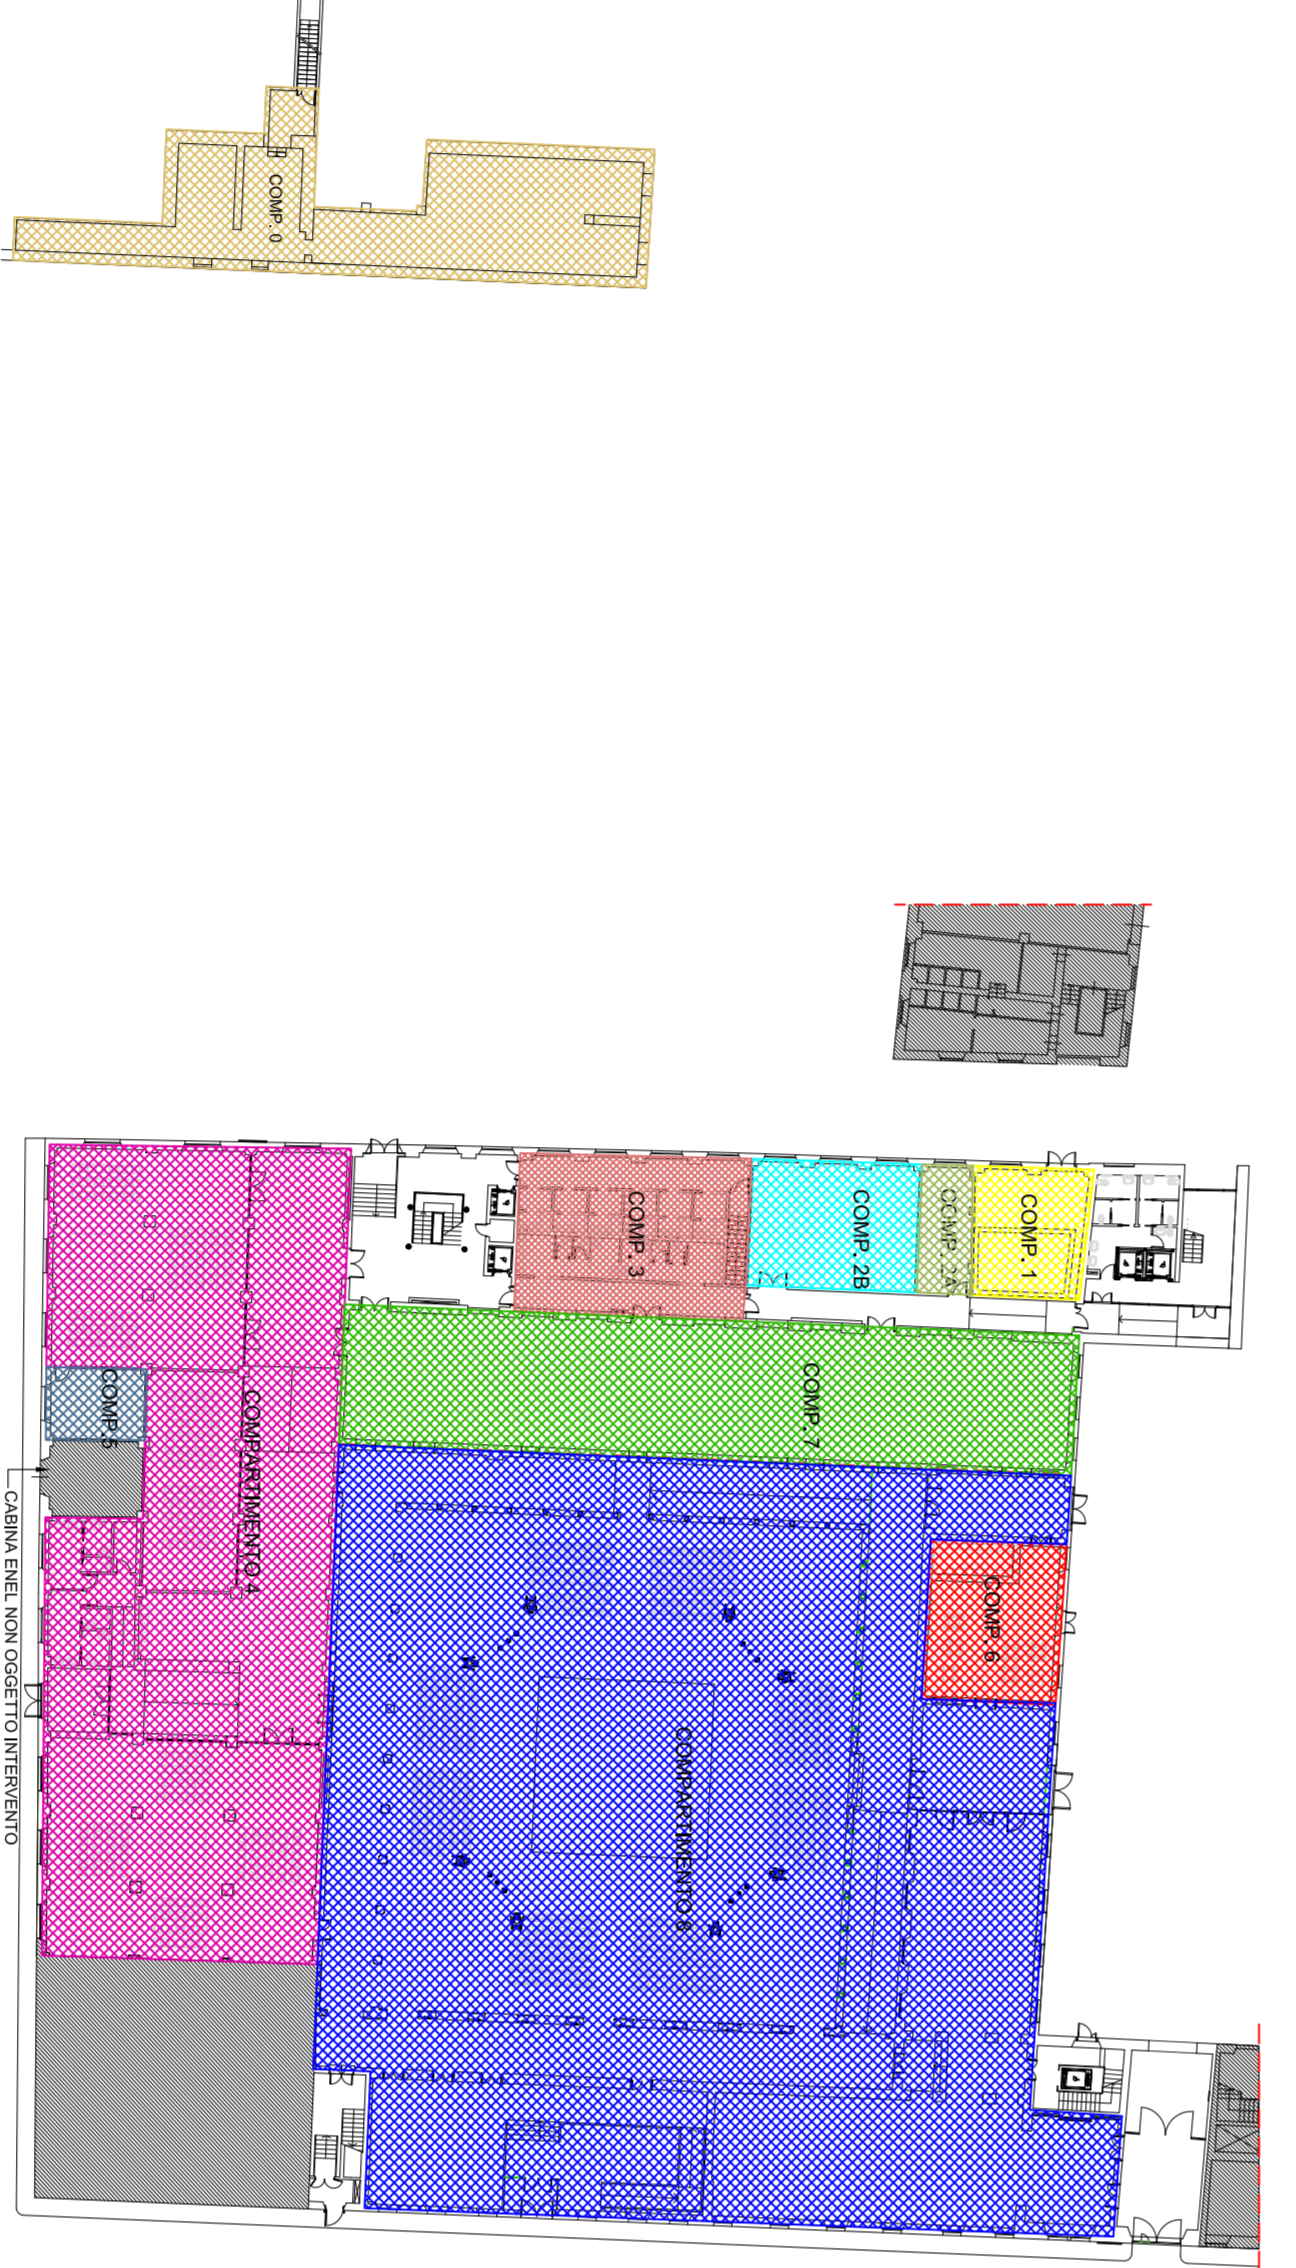 COMP. 0
COMP. 1
COMP. 2A
COMP. 2B
COMP. 3
COMP. 7
COMP.5
COMPARTIMENTO 4
COMP. 6
COMPARTIMENTO 8
CABINA ENEL NON OGGETTO INTERVENTO